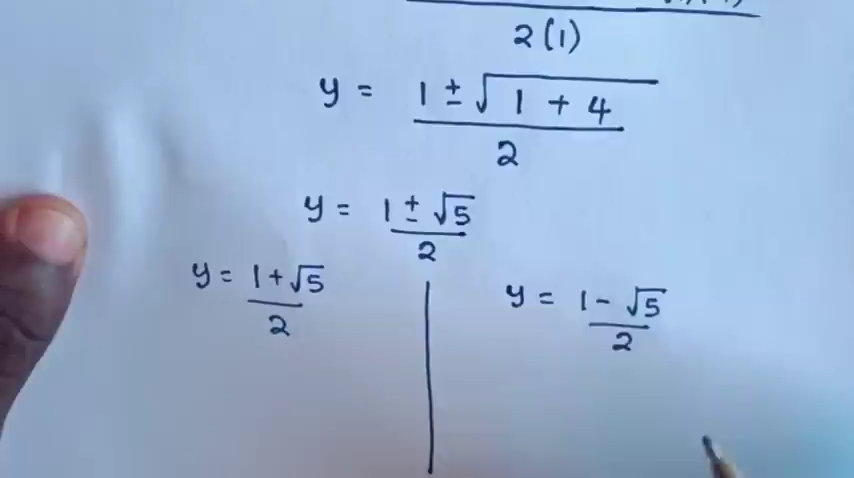 2(1)
y = 1 ± √1 + 4
2
y = 1 ± √5
2
y = 1 + √5
2
y = 1 - √5
2